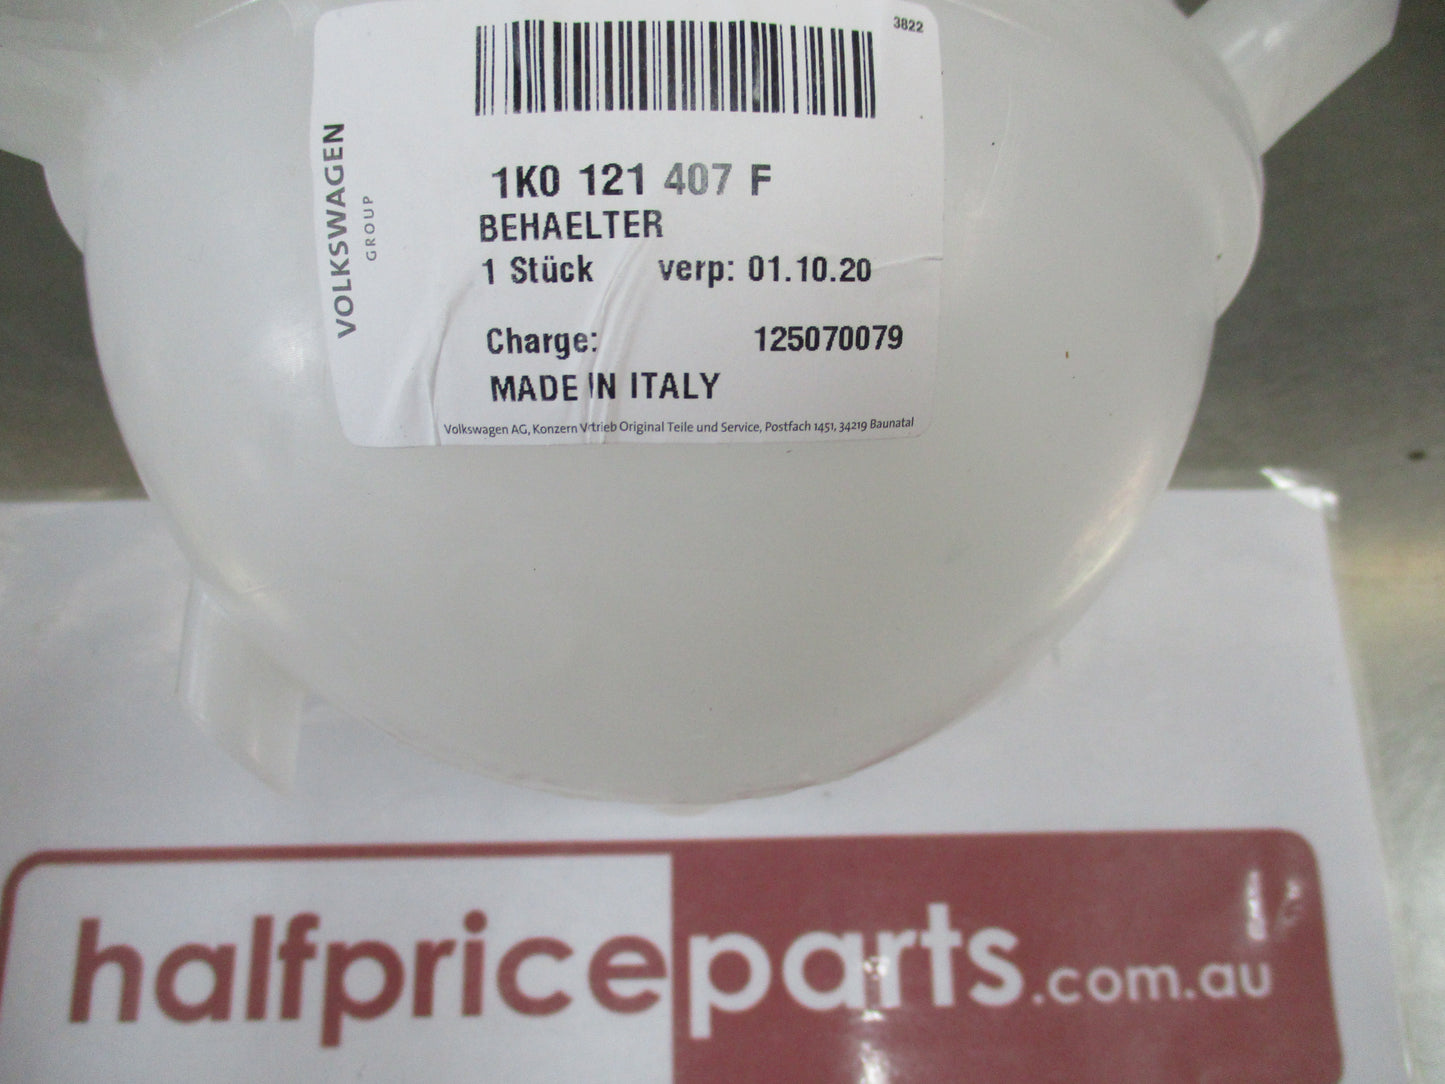 3822
VOLKSWAGEN
GROUP
1K0 121 407 F
BEHAELTER
1 Stück verp: 01.10.20
Charge: 125070079
MADE IN ITALY
Volkswagen AG, Konzern Vrtrieb Original Teile und Service, Postfach 1451, 34219 Baunatal
halfpriceparts.com.au